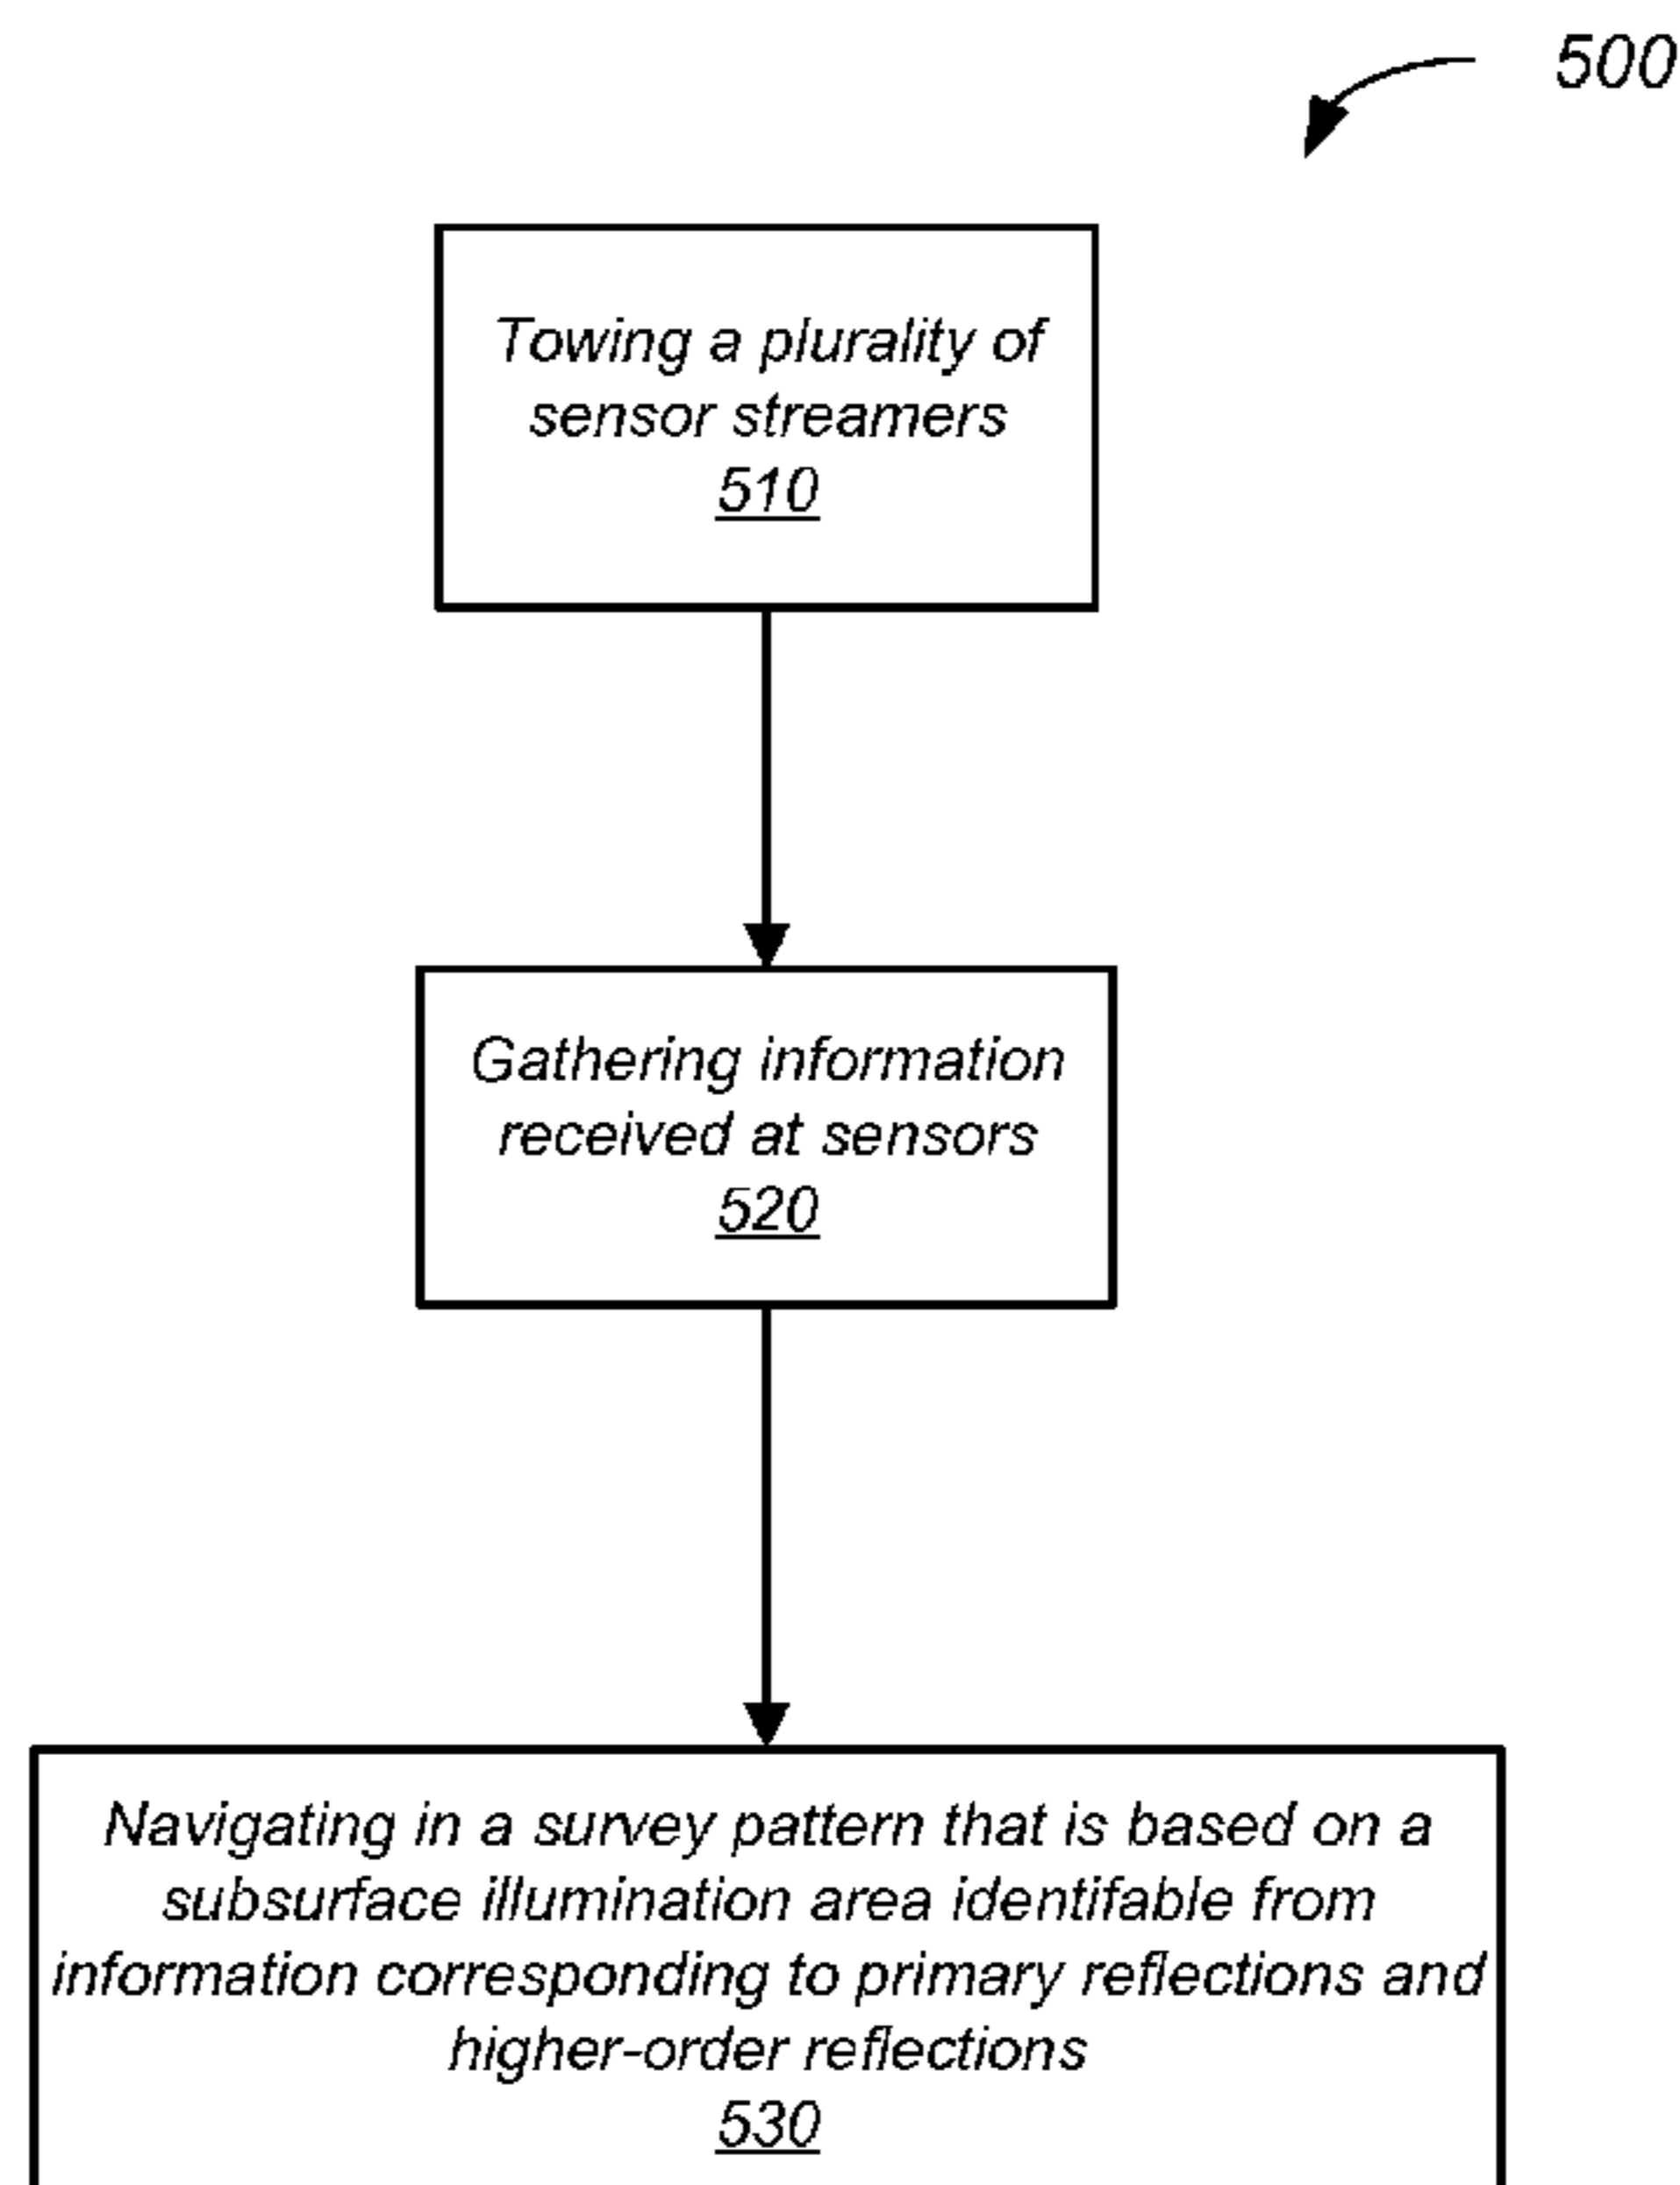 500
Towing a plurality of
sensor streamers
510
Gathering information
received at sensors
520
Navigating in a survey pattern that is based on a
subsurface illumination area identifable from
information corresponding to primary reflections and
higher-order reflections
530